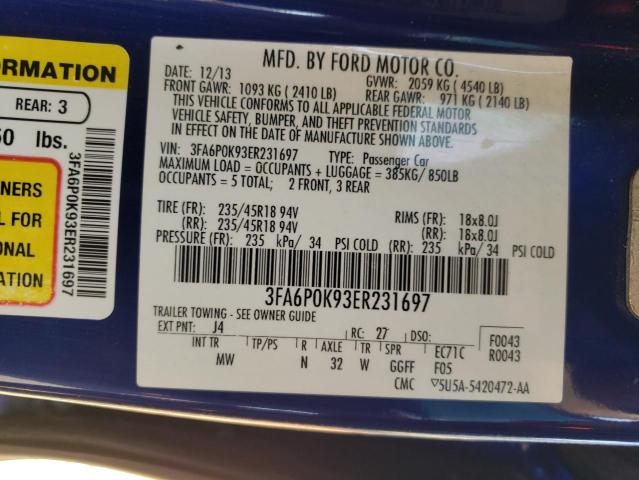 ORMATION
REAR: 3
50 lbs.
NERS
L FOR
ONAL
ATION
3FA6P0K93ER231697
MFD. BY FORD MOTOR CO.
DATE: 12/13 GVWR: 2059 KG ( 4540 LB)
FRONT GAWR: 1093 KG ( 2410 LB) REAR GAWR: 971 KG ( 2140 LB)
THIS VEHICLE CONFORMS TO ALL APPLICABLE FEDERAL MOTOR
VEHICLE SAFETY, BUMPER, AND THEFT PREVENTION STANDARDS
IN EFFECT ON THE DATE OF MANUFACTURE SHOWN ABOVE.
VIN: 3FA6P0K93ER231697 TYPE: Passenger Car
MAXIMUM LOAD = OCCUPANTS + LUGGAGE = 385KG/ 850LB
OCCUPANTS = 5 TOTAL; 2 FRONT, 3 REAR
TIRE (FR): 235/45R18 94V RIMS (FR): 18x8.0J
(RR): 235/45R18 94V (RR): 18x8.0J
PRESSURE (FR): 235 kPa/ 34 PSI COLD (RR): 235 kPa/ 34 PSI COLD
3FA6P0K93ER231697
TRAILER TOWING - SEE OWNER GUIDE
EXT PNT: J4 RC: 27 DSO: F0043
INT TR TP/PS R AXLE TR SPR EC71C R0043
MW N 32 W GGFF F05
CMC ▽5U5A-5420472-AA